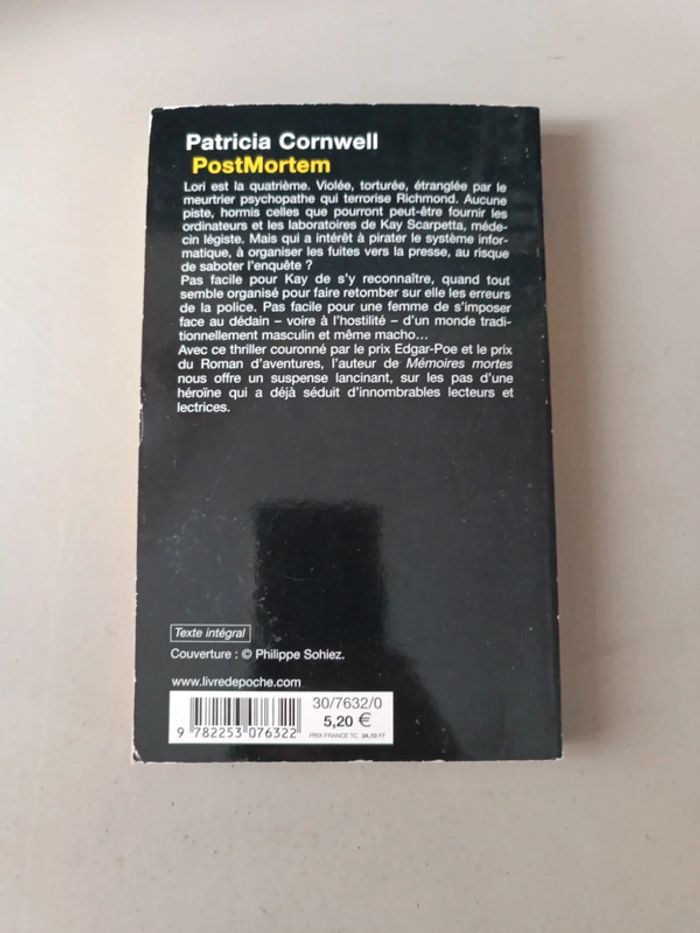 Patricia Cornwell
PostMortem
Lori est la quatrième. Violée, torturée, étranglée par le
meurtrier psychopathe qui terrorise Richmond. Aucune
piste, hormis celles que pourront peut-être fournir les
ordinateurs et les laboratoires de Kay Scarpetta, méde-
cin légiste. Mais qui a intérêt à pirater le système infor-
matique, à organiser les fuites vers la presse, au risque
de saboter l'enquête ?
Pas facile pour Kay de s'y reconnaître, quand tout
semble organisé pour faire retomber sur elle les erreurs
de la police. Pas facile pour une femme de s'imposer
face au dédain – voire à l'hostilité – d'un monde tradi-
tionnellement masculin et même macho...
Avec ce thriller couronné par le prix Edgar-Poe et le prix
du Roman d'aventures, l'auteur de Mémoires mortes
nous offre un suspense lancinant, sur les pas d'une
héroïne qui a déjà séduit d'innombrables lecteurs et
lectrices.
Texte intégral
Couverture : © Philippe Sohiez.
www.livredepoche.com
30/7632/0
5,20 €
PRIX FRANCE TC 34,10 FF
9 782253 076322